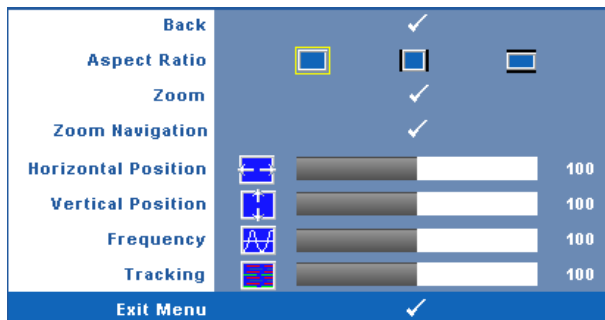 Back
Aspect Ratio
Zoom
Zoom Navigation
Horizontal Position 100
Vertical Position 100
Frequency 100
Tracking 100
Exit Menu